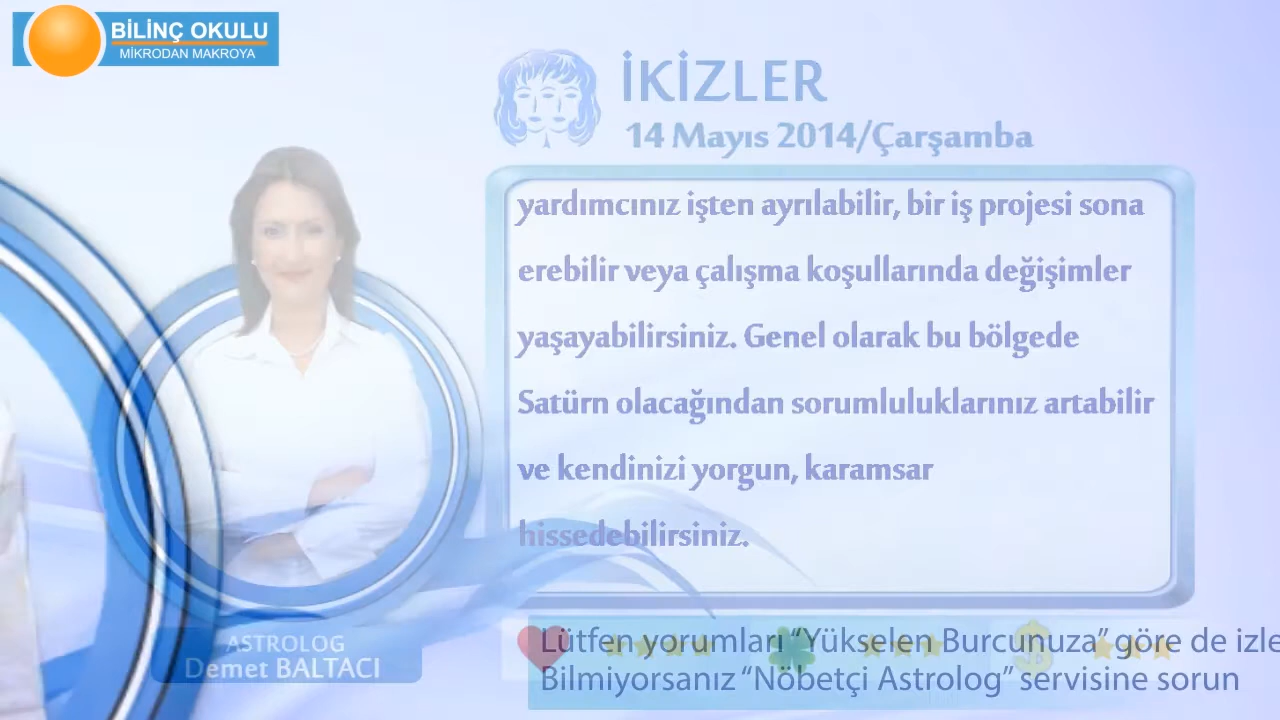 BİLİNÇ OKULU
MİKRODAN MAKROYA
İKİZLER
14 Mayıs 2014/Çarşamba
yardımcınız işten ayrılabilir, bir iş projesi sona
erebilir veya çalışma koşullarında değişimler
yaşayabilirsiniz. Genel olarak bu bölgede
Satürn olacağından sorumluluklarınız artabilir
ve kendinizi yorgun, karamsar
hissedebilirsiniz.
ASTROLOG
Demet BALTACI
Lütfen yorumları “Yükselen Burcunuza” göre de izle
Bilmiyorsanız “Nöbetçi Astrolog” servisine sorun